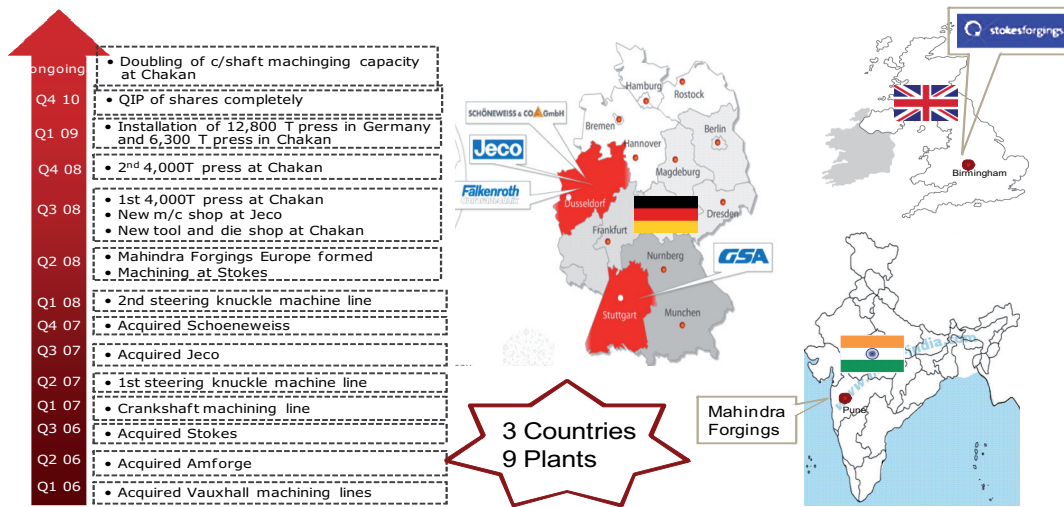 ongoing
• Doubling of c/shaft machinging capacity
at Chakan
Q4 10
• QIP of shares completely
Q1 09
• Installation of 12,800 T press in Germany
and 6,300 T press in Chakan
Q4 08
• 2nd 4,000T press at Chakan
Q3 08
• 1st 4,000T press at Chakan
• New m/c shop at Jeco
• New tool and die shop at Chakan
Q2 08
• Mahindra Forgings Europe formed
• Machining at Stokes
Q1 08
• 2nd steering knuckle machine line
Q4 07
• Acquired Schoeneweiss
Q3 07
• Acquired Jeco
Q2 07
• 1st steering knuckle machine line
Q1 07
• Crankshaft machining line
Q3 06
• Acquired Stokes
Q2 06
• Acquired Amforge
Q1 06
• Acquired Vauxhall machining lines
SCHÖNEWEISS & CO GmbH
Jeco
Falkenroth
GSA
Hamburg
Rostock
Bremen
Berlin
Hannover
Magdeburg
Dusseldorf
Dresden
Frankfurt
Nurnberg
Stuttgart
Munchen
3 Countries
9 Plants
stokesforgings
Birmingham
Mahindra
Forgings
Pune